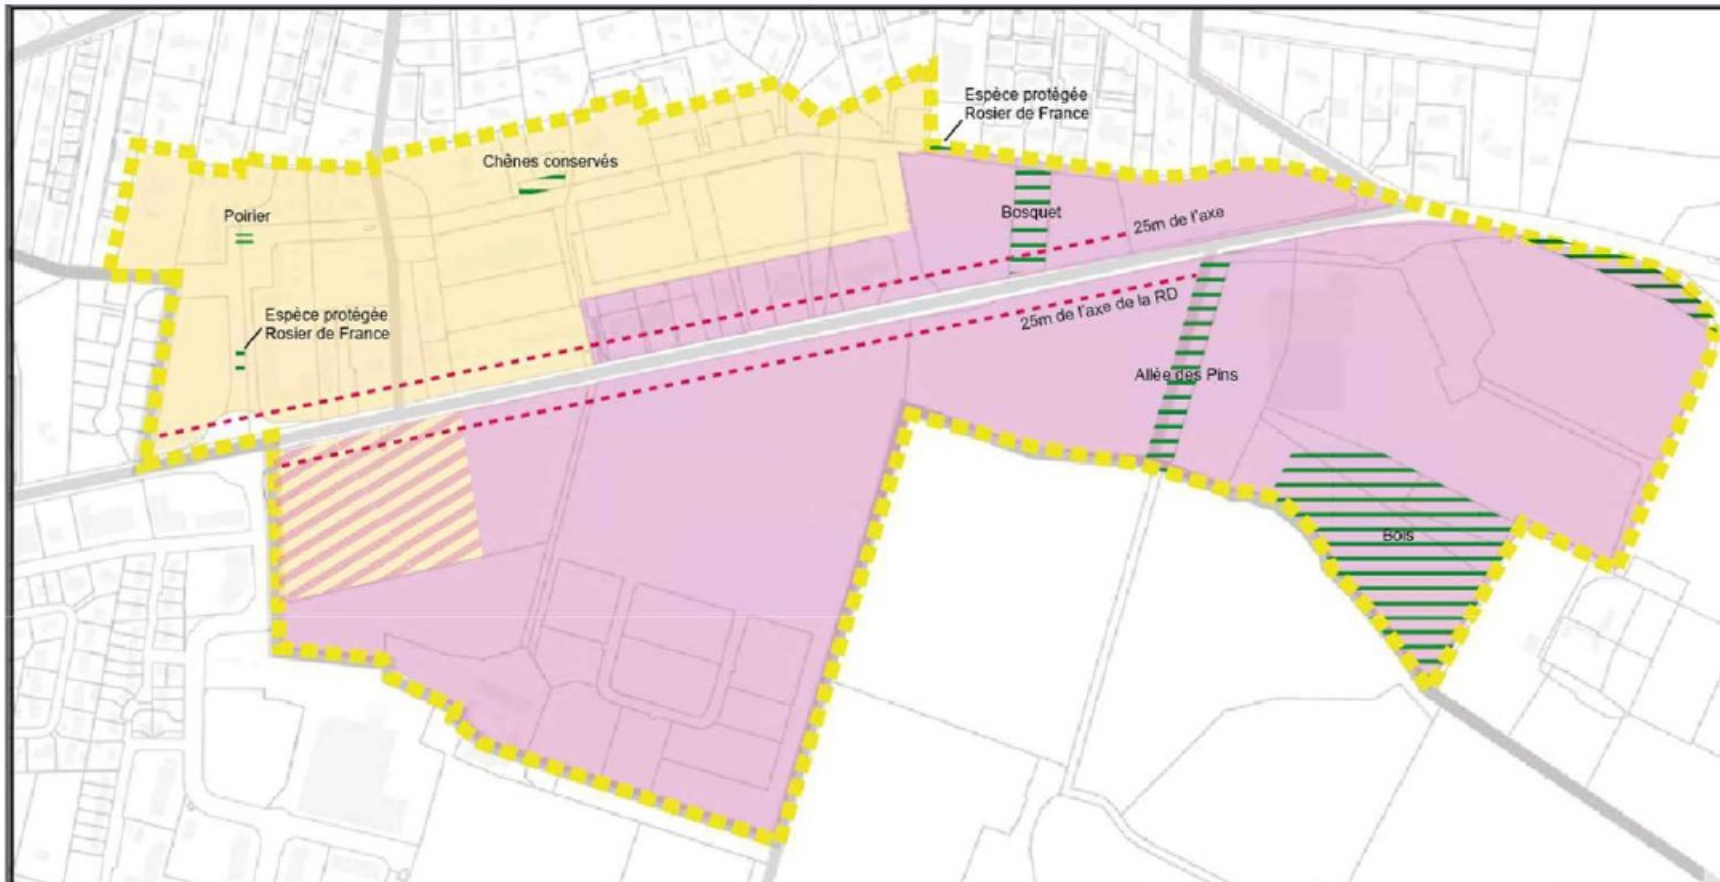 Espèce protégée
Rosier de France
Chênes conservés
Poirier
Bosquet
25m de l'axe
25m de l'axe de la RD
Espèce protégée
Rosier de France
Allée des Pins
Bois